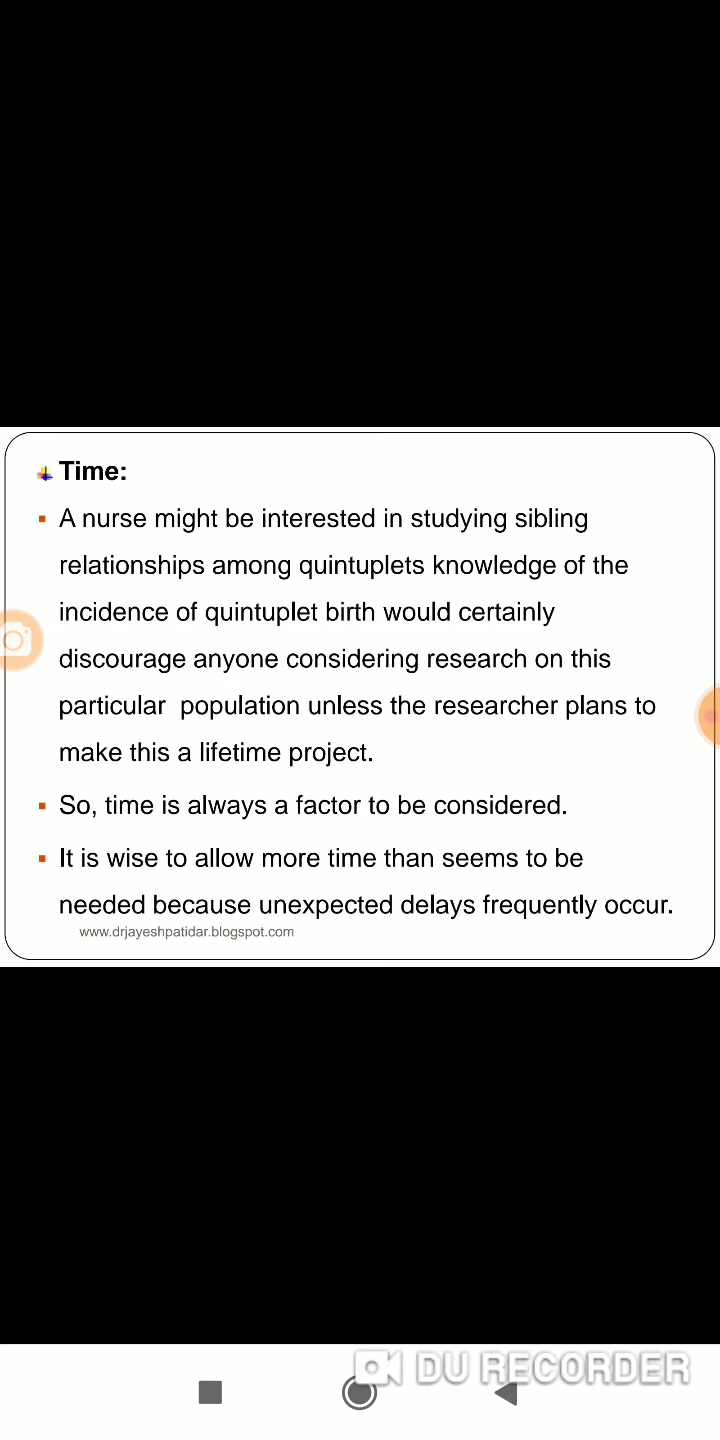 Time:
A nurse might be interested in studying sibling
relationships among quintuplets knowledge of the
incidence of quintuplet birth would certainly
discourage anyone considering research on this
particular  population unless the researcher plans to
make this a lifetime project.
So, time is always a factor to be considered.
It is wise to allow more time than seems to be
needed because unexpected delays frequently occur.
www.drjayeshpatidar.blogspot.com
DU RECORDER